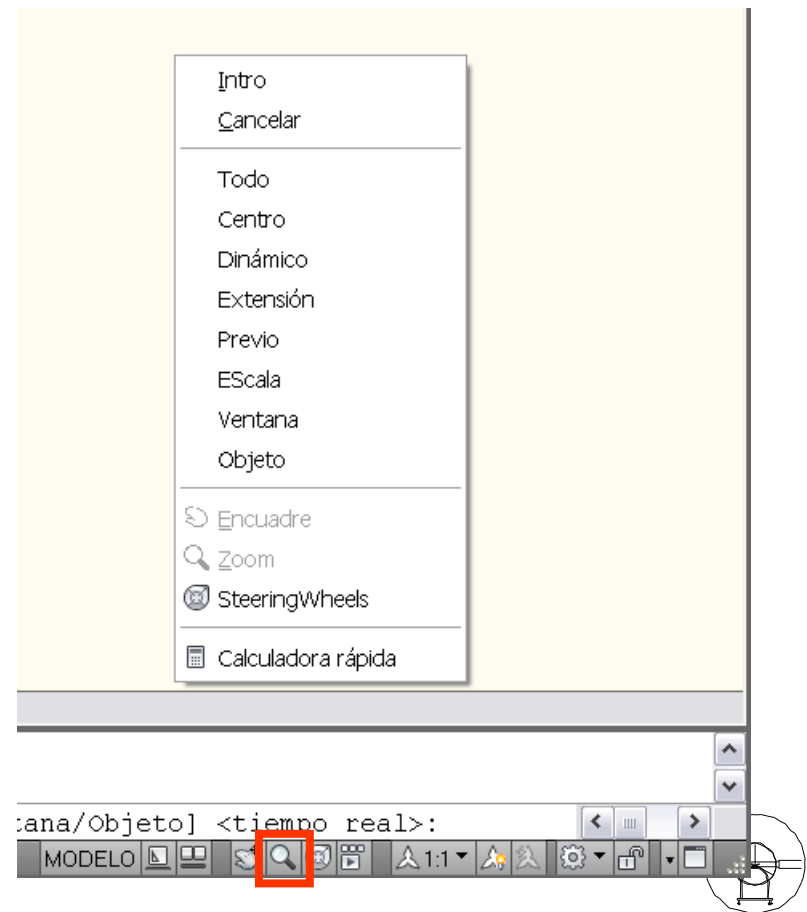 Intro
Cancelar
Todo
Centro
Dinámico
Extensión
Previo
EScala
Ventana
Objeto
Encuadre
Zoom
SteeringWheels
Calculadora rápida
tana/Objeto] <tiempo real>:
MODELO 1:1